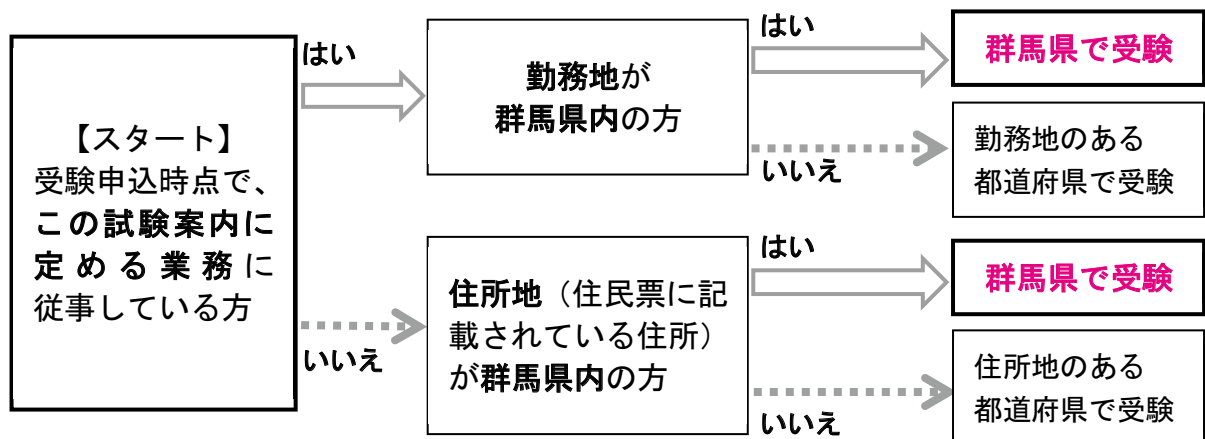 【スタート】
受験申込時点で、
この試験案内に
定める業務に
従事している方
はい
勤務地が
群馬県内の方
はい
群馬県で受験
いいえ
勤務地のある
都道府県で受験
いいえ
住所地（住民票に記
載されている住所）
が群馬県内の方
はい
群馬県で受験
いいえ
住所地のある
都道府県で受験